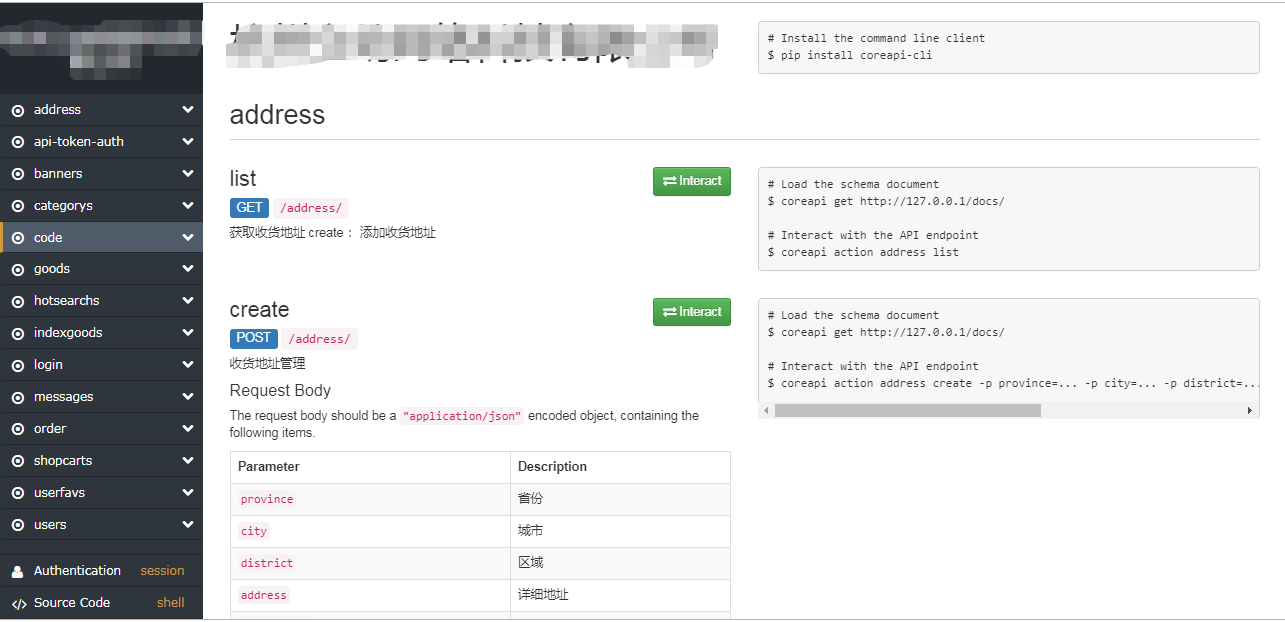 address
api-token-auth
banners
categorys
code
goods
hotsearchs
indexgoods
login
messages
order
shopcarts
userfavs
users
Authentication session
Source Code shell
# Install the command line client
$ pip install coreapi-cli
address
list
Interact
GET /address/
获取收货地址 create： 添加收货地址
# Load the schema document
$ coreapi get http://127.0.0.1/docs/
# Interact with the API endpoint
$ coreapi action address list
create
Interact
POST /address/
收货地址管理
Request Body
The request body should be a "application/json" encoded object, containing the
following items.
Parameter Description
province 省份
city 城市
district 区域
address 详细地址
# Load the schema document
$ coreapi get http://127.0.0.1/docs/
# Interact with the API endpoint
$ coreapi action address create -p province=... -p city=... -p district=...